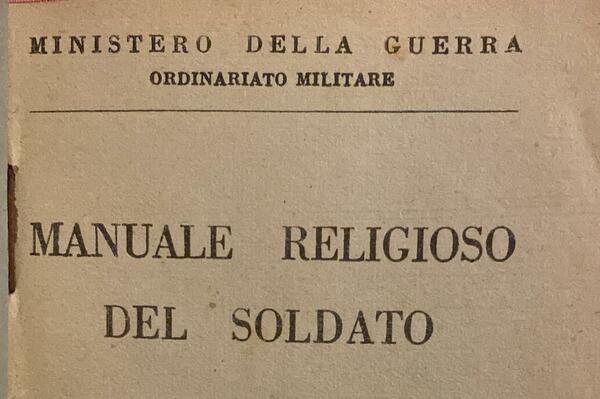 MINISTERO DELLA GUERRA
ORDINARIATO MILITARE
MANUALE RELIGIOSO
DEL SOLDATO